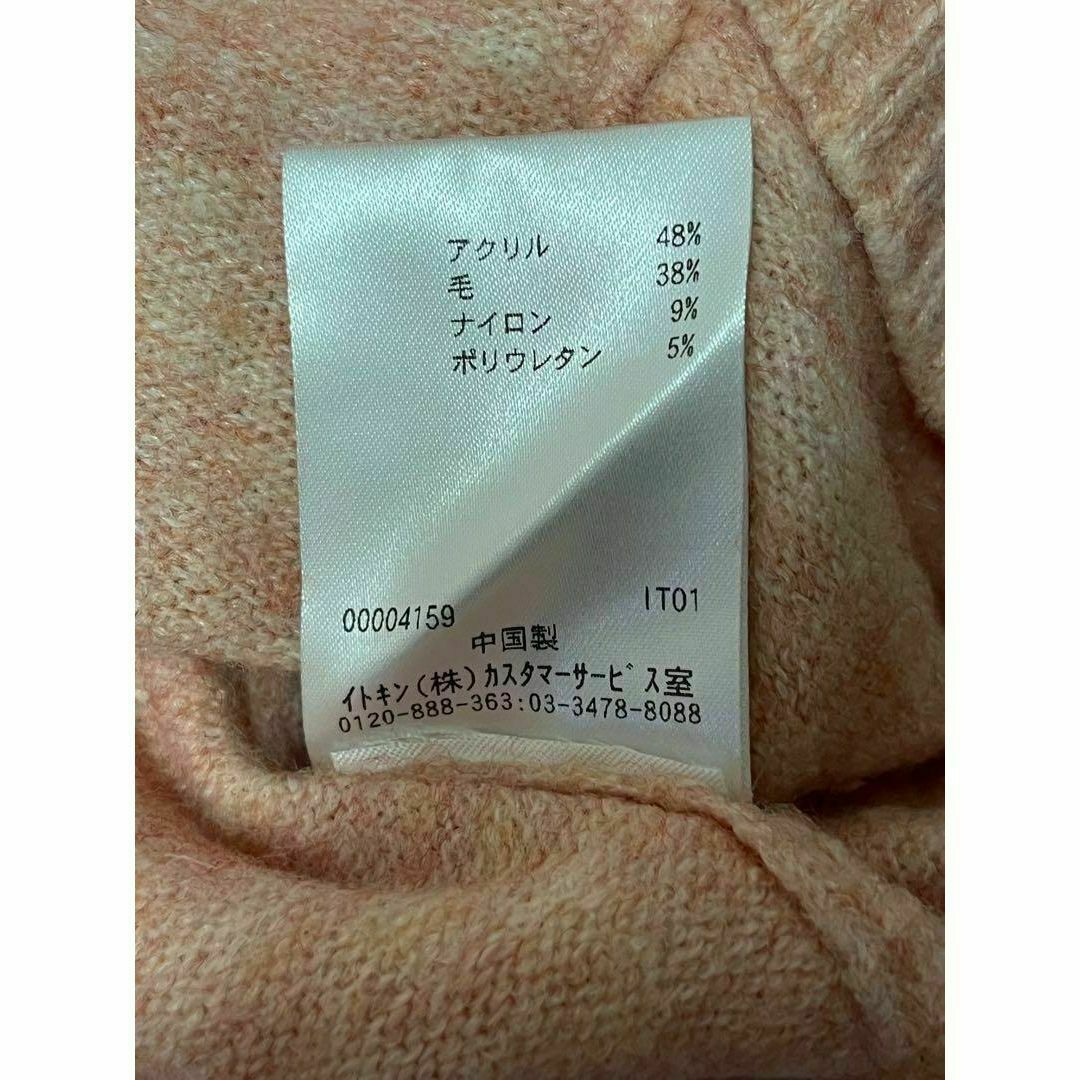 アクリル 48%
毛 38%
ナイロン 9%
ポリウレタン 5%
00004159 IT01
中国製
イトキン(株)カスタマーサービス室
0120-888-363:03-3478-8088